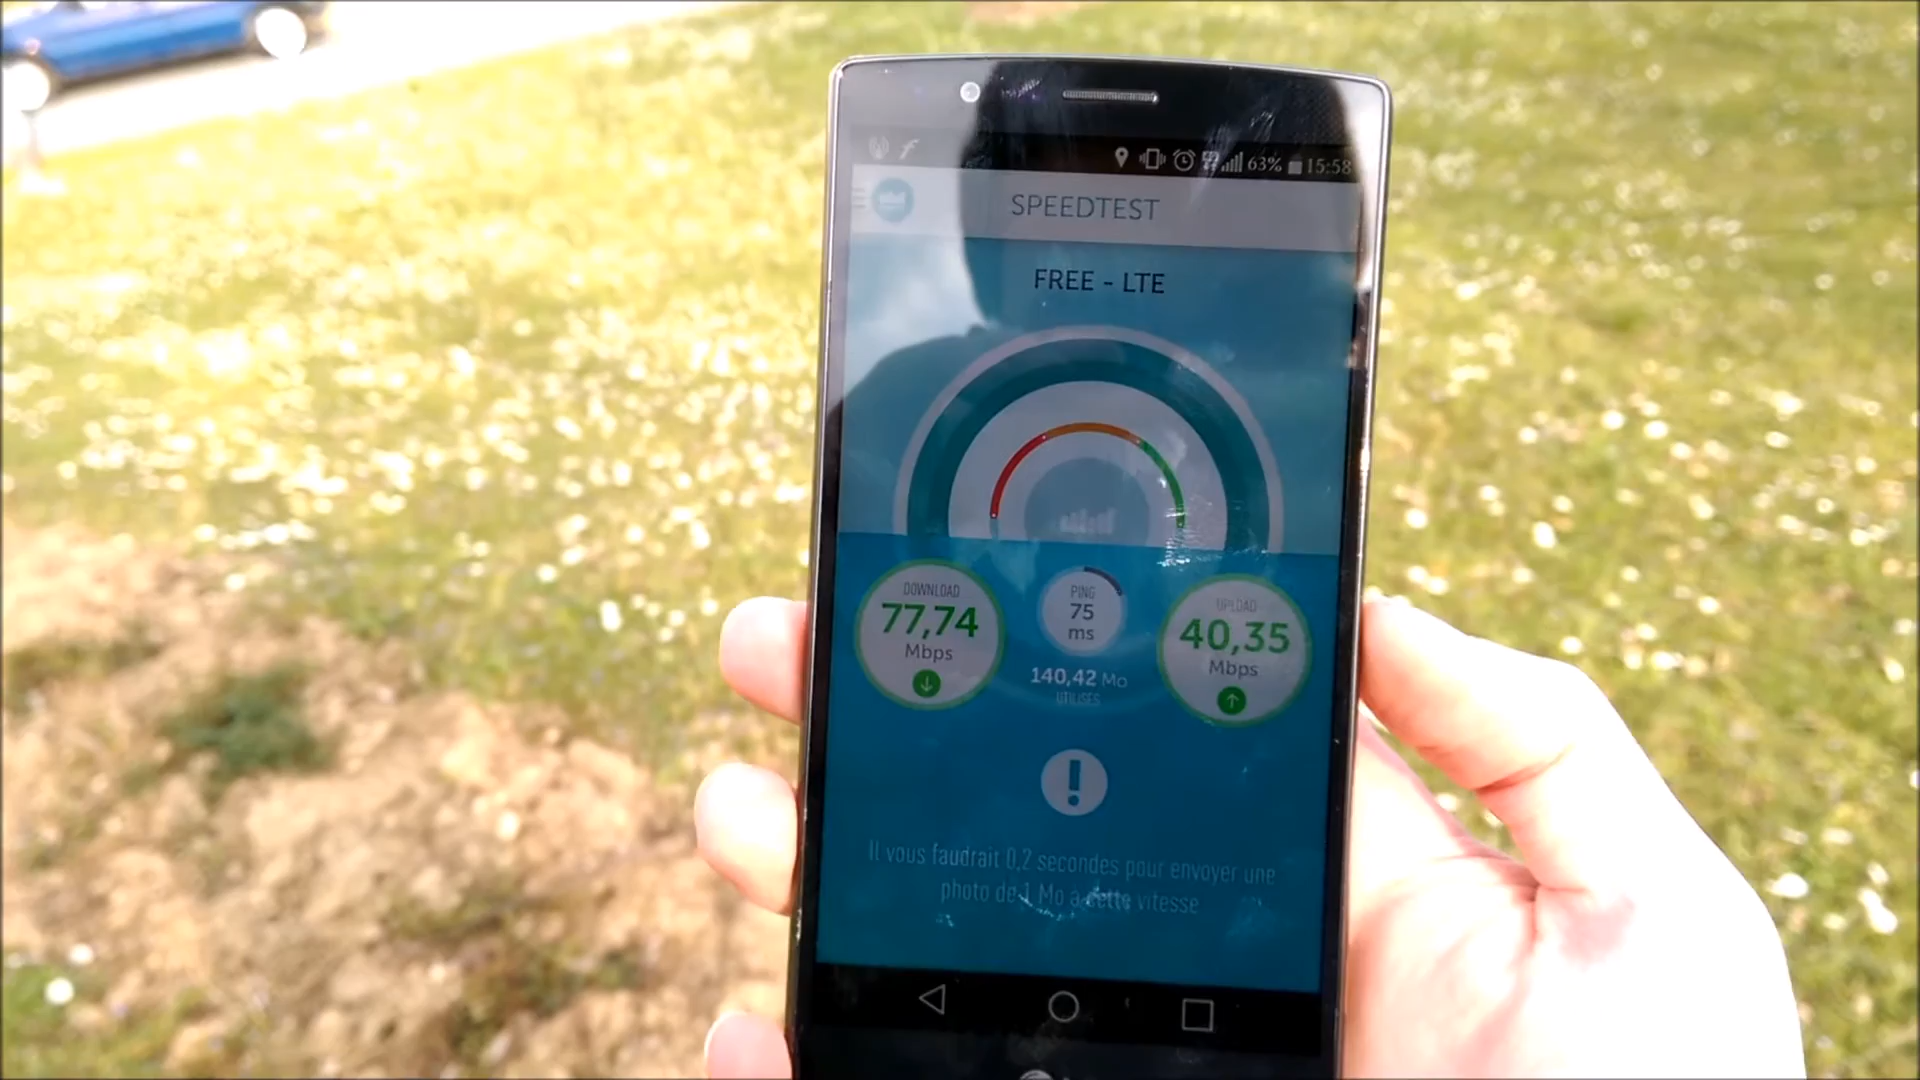 63% 15:58
SPEEDTEST
FREE - LTE
DOWNLOAD
77,74
Mbps
PING
75
ms
140,42 Mo
UTILISÉS
UPLOAD
40,35
Mbps
!
Il vous faudrait 0,2 secondes pour envoyer une
photo de 1 Mo à cette vitesse